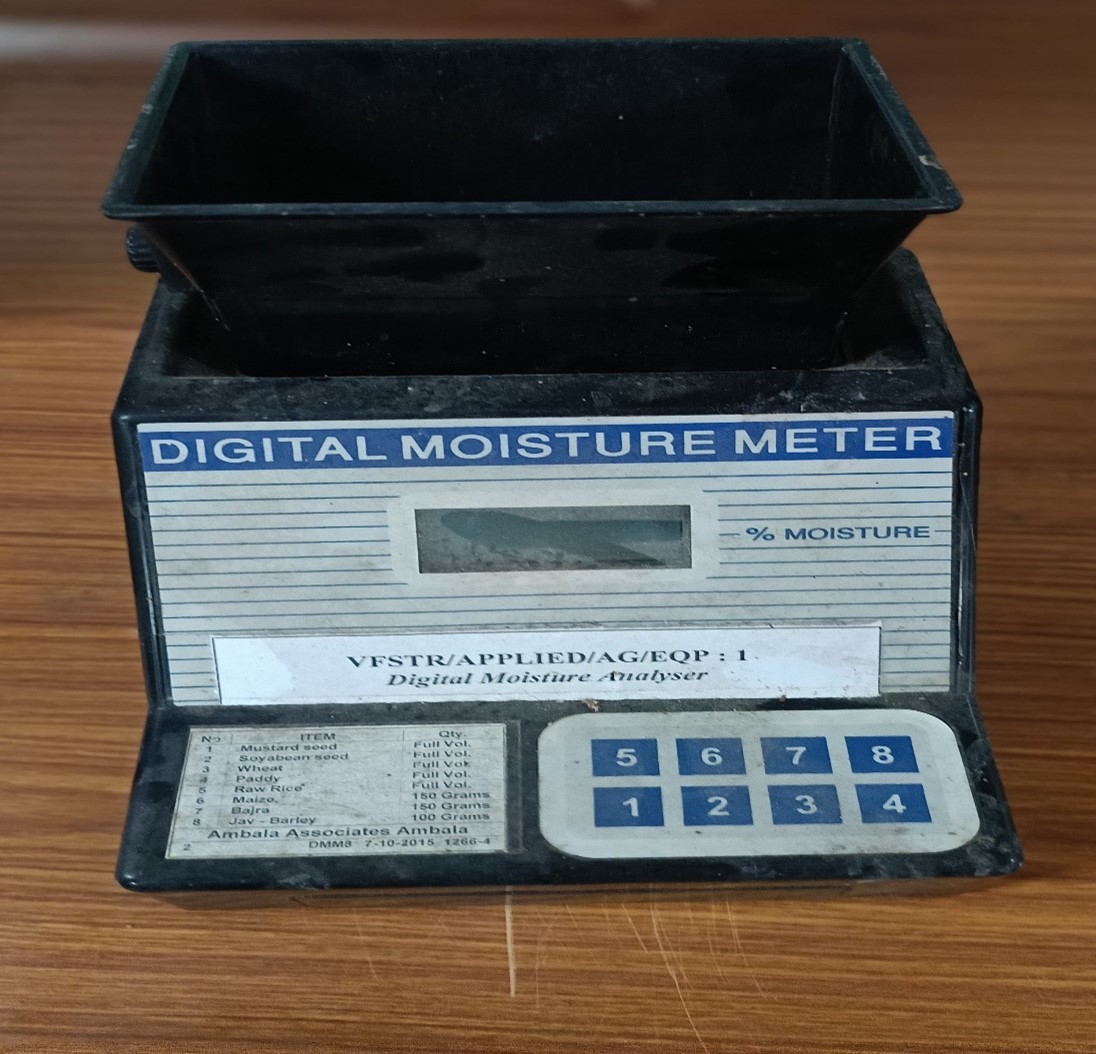 DIGITAL MOISTURE METER
% MOISTURE
VFSTR/APPLIED/AG/EQP : 1
Digital Moisture Analyser
No ITEM Qty.
1 Mustard seed Full Vol.
2 Soyabean seed Full Vol.
3 Wheat Full Vol.
4 Paddy Full Vol.
5 Raw Rice Full Vol.
6 Maize. 150 Grams
7 Bajra 150 Grams
8 Jav - Barley 100 Grams
Ambala Associates Ambala
2 DMM8 7-10-2015 1266-4
5 6 7 8
1 2 3 4